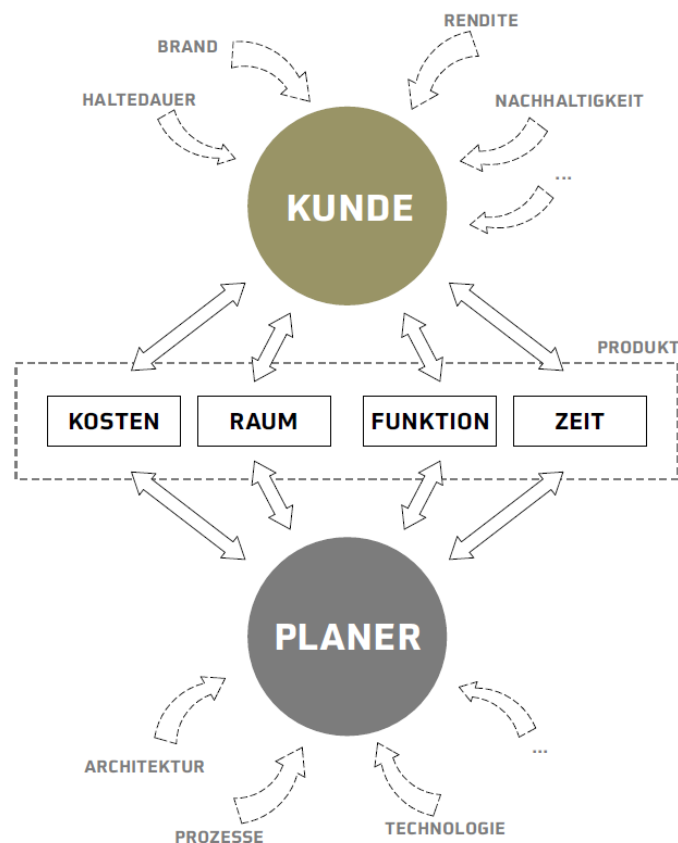 RENDITE
BRAND
HALTEDAUER
NACHHALTIGKEIT
...
KUNDE
PRODUKT
KOSTEN
RAUM
FUNKTION
ZEIT
PLANER
ARCHITEKTUR
...
PROZESSE
TECHNOLOGIE